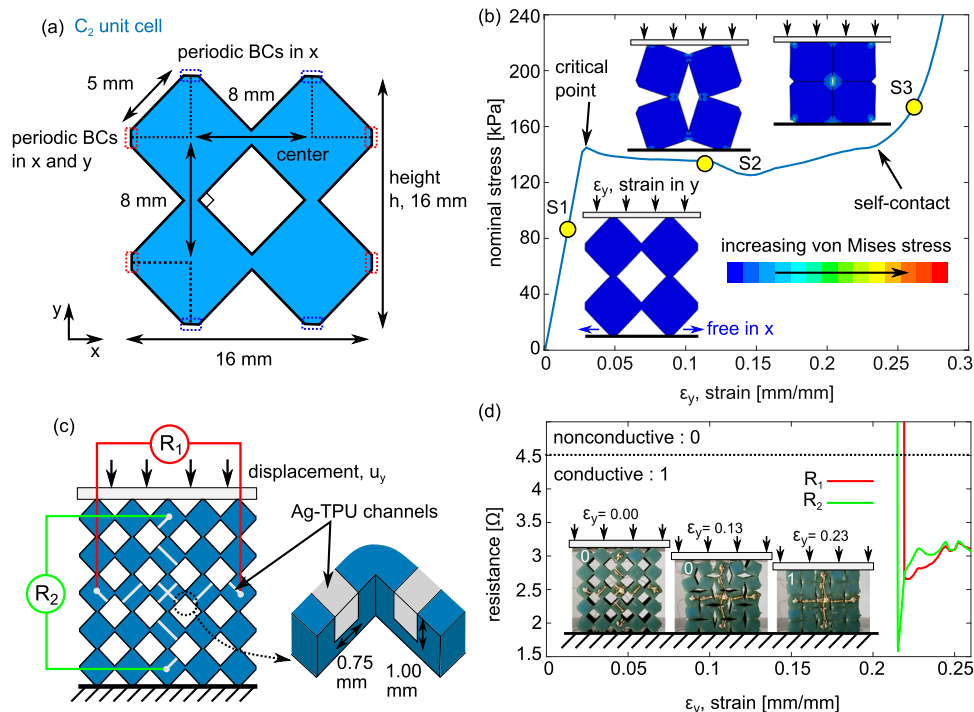 (a) C₂ unit cell
periodic BCs in x
5 mm
8 mm
periodic BCs
in x and y
center
8 mm
height
h, 16 mm
y
x
16 mm
(b)
240
200
160
120
80
40
0
nominal stress [kPa]
critical
point
S1
S2
S3
self-contact
εy, strain in y
increasing von Mises stress
free in x
0 0.05 0.1 0.15 0.2 0.25 0.3
εy, strain [mm/mm]
(c)
R₁
displacement, uy
Ag-TPU channels
R₂
0.75
mm
1.00
mm
(d)
nonconductive : 0
conductive : 1
5
4.5
4
3.5
3
2.5
2
1.5
resistance [Ω]
R₁
R₂
εy= 0.00
εy= 0.13
εy= 0.23
0
0
1
0 0.05 0.1 0.15 0.2 0.25
εy, strain [mm/mm]